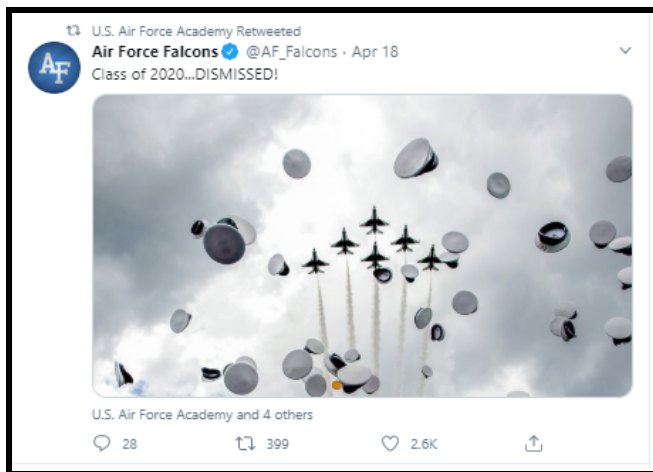 U.S. Air Force Academy Retweeted
Air Force Falcons @AF_Falcons · Apr 18
AF
Class of 2020...DISMISSED!
U.S. Air Force Academy and 4 others
28 399 2.6K